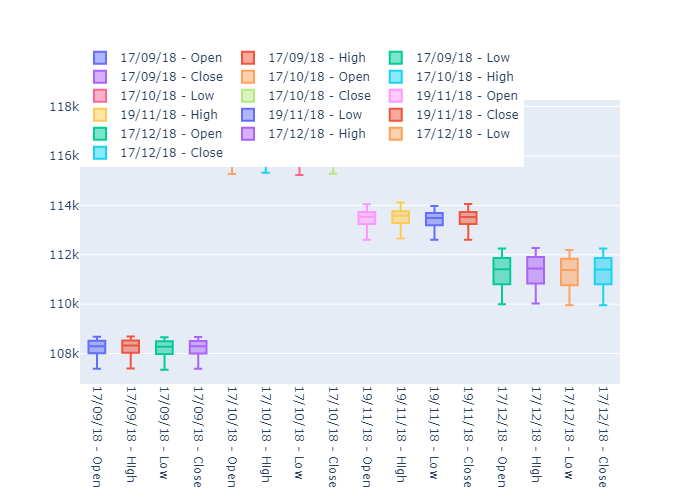 17/09/18 - Open 17/09/18 - High 17/09/18 - Low
17/09/18 - Close 17/10/18 - Open 17/10/18 - High
17/10/18 - Low 17/10/18 - Close 19/11/18 - Open
19/11/18 - High 19/11/18 - Low 19/11/18 - Close
17/12/18 - Open 17/12/18 - High 17/12/18 - Low
17/12/18 - Close
118k
116k
114k
112k
110k
108k
17/09/18 - Open
17/09/18 - High
17/09/18 - Low
17/09/18 - Close
17/10/18 - Open
17/10/18 - High
17/10/18 - Low
17/10/18 - Close
19/11/18 - Open
19/11/18 - High
19/11/18 - Low
19/11/18 - Close
17/12/18 - Open
17/12/18 - High
17/12/18 - Low
17/12/18 - Close